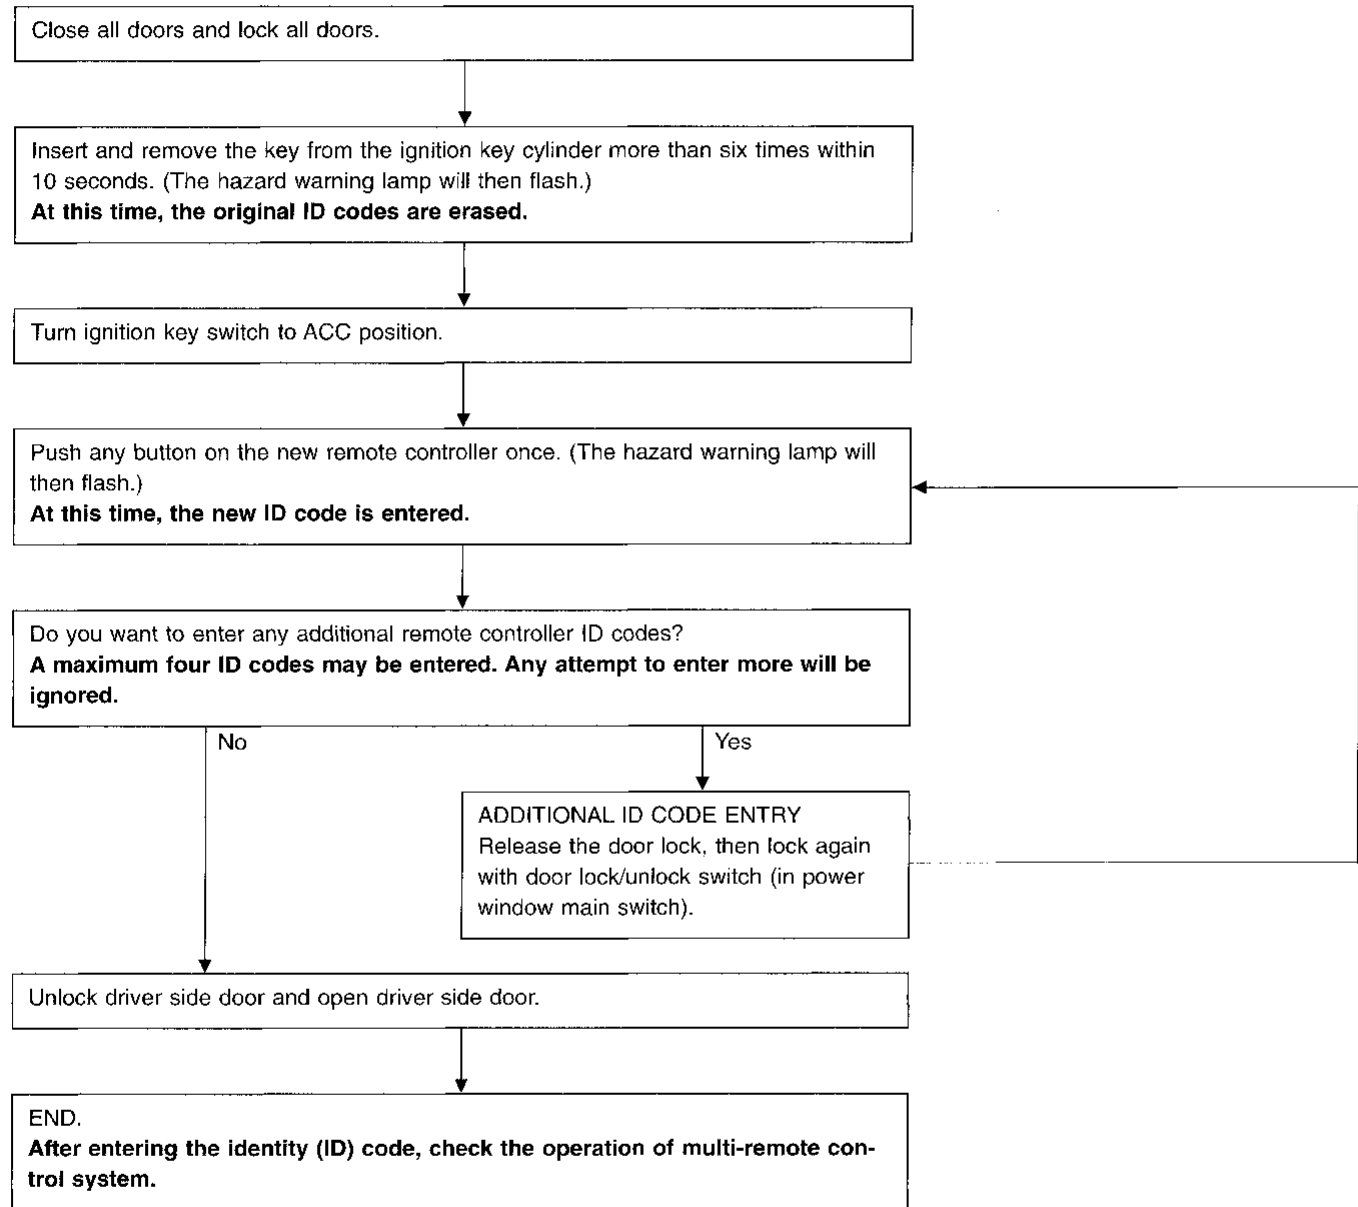 Close all doors and lock all doors.
Insert and remove the key from the ignition key cylinder more than six times within
10 seconds. (The hazard warning lamp will then flash.)
At this time, the original ID codes are erased.
Turn ignition key switch to ACC position.
Push any button on the new remote controller once. (The hazard warning lamp will
then flash.)
At this time, the new ID code is entered.
Do you want to enter any additional remote controller ID codes?
A maximum four ID codes may be entered. Any attempt to enter more will be
ignored.
No
Yes
ADDITIONAL ID CODE ENTRY
Release the door lock, then lock again
with door lock/unlock switch (in power
window main switch).
Unlock driver side door and open driver side door.
END.
After entering the identity (ID) code, check the operation of multi-remote con-
trol system.